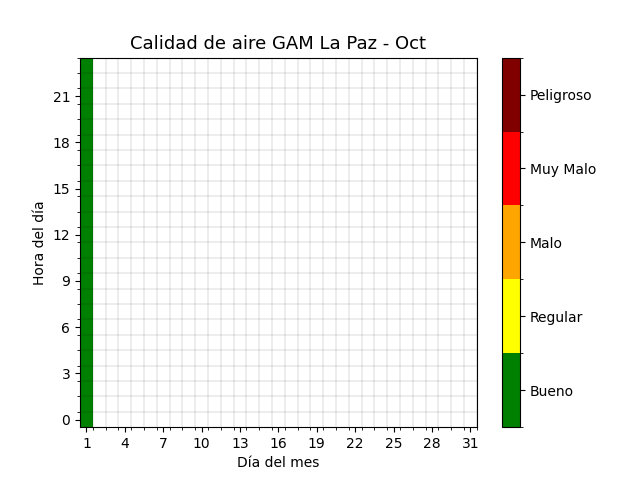 Calidad de aire GAM La Paz - Oct
21
18
15
12
9
6
3
0
Hora del día
1 4 7 10 13 16 19 22 25 28 31
Día del mes
Peligroso
Muy Malo
Malo
Regular
Bueno